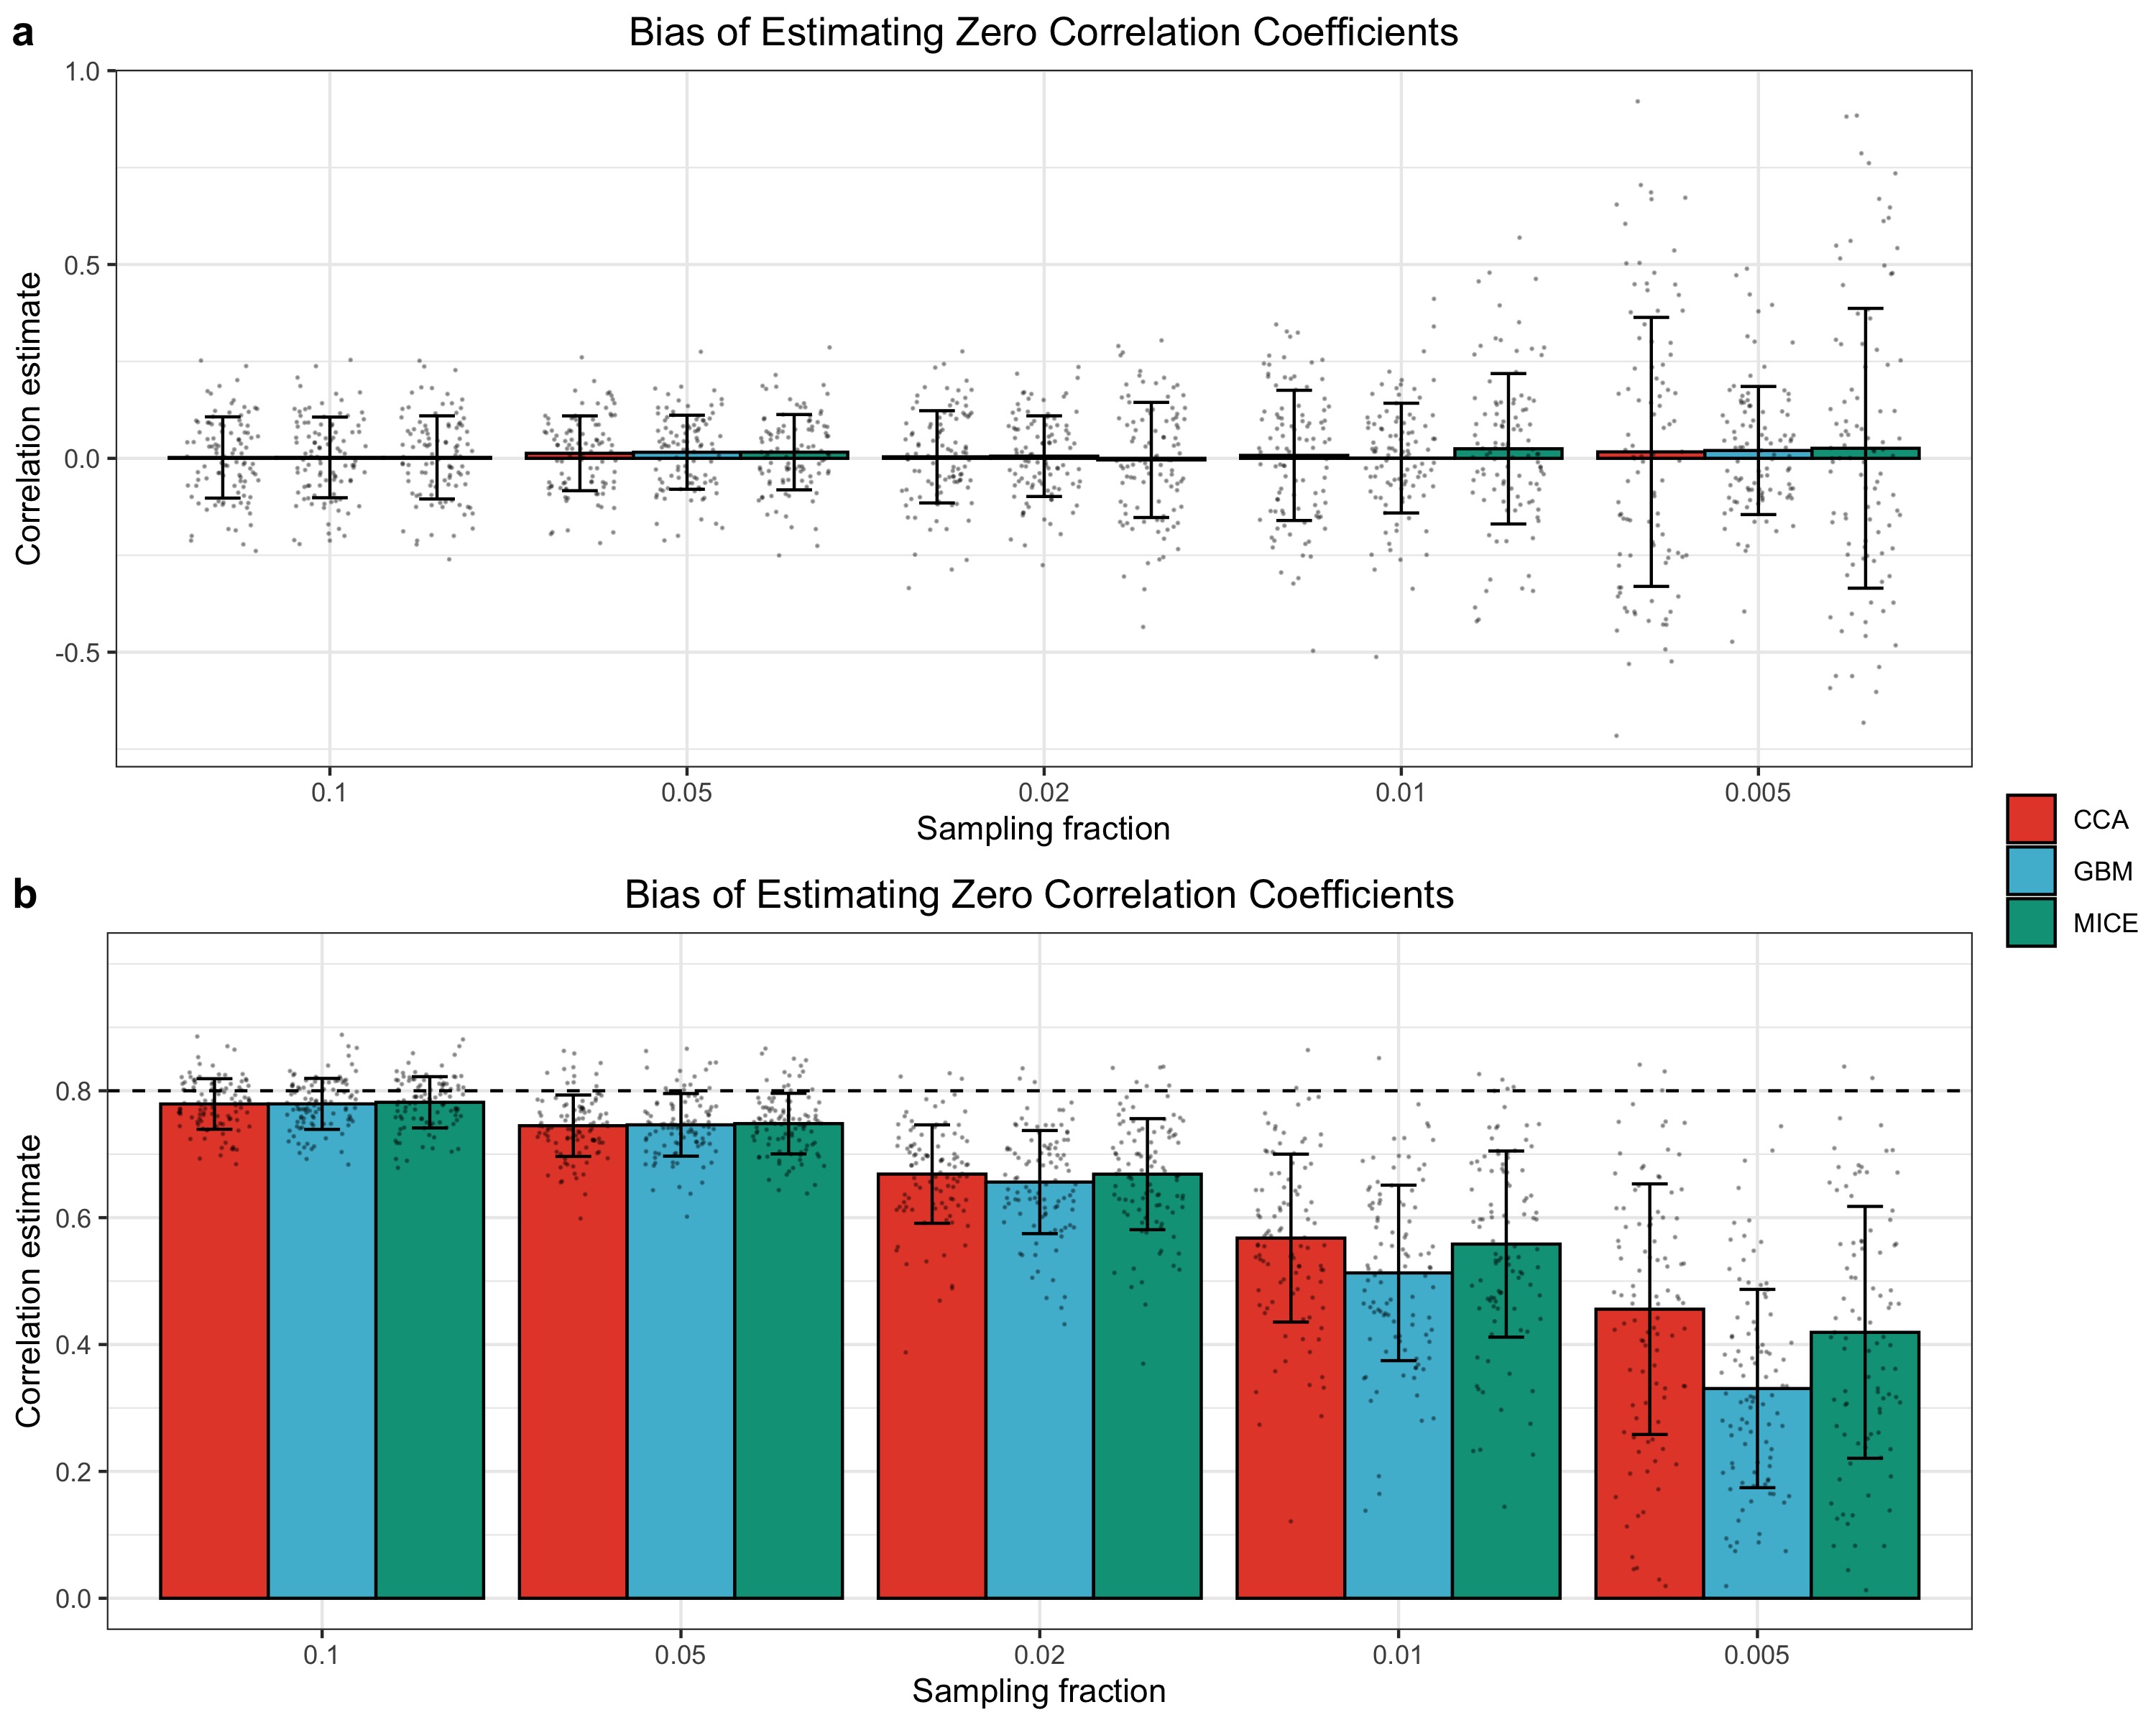 a
Bias of Estimating Zero Correlation Coefficients
Correlation estimate
1.0
0.5
0.0
-0.5
0.1 0.05 0.02 0.01 0.005
Sampling fraction
CCA
GBM
MICE
b
Bias of Estimating Zero Correlation Coefficients
Correlation estimate
0.8
0.6
0.4
0.2
0.0
0.1 0.05 0.02 0.01 0.005
Sampling fraction